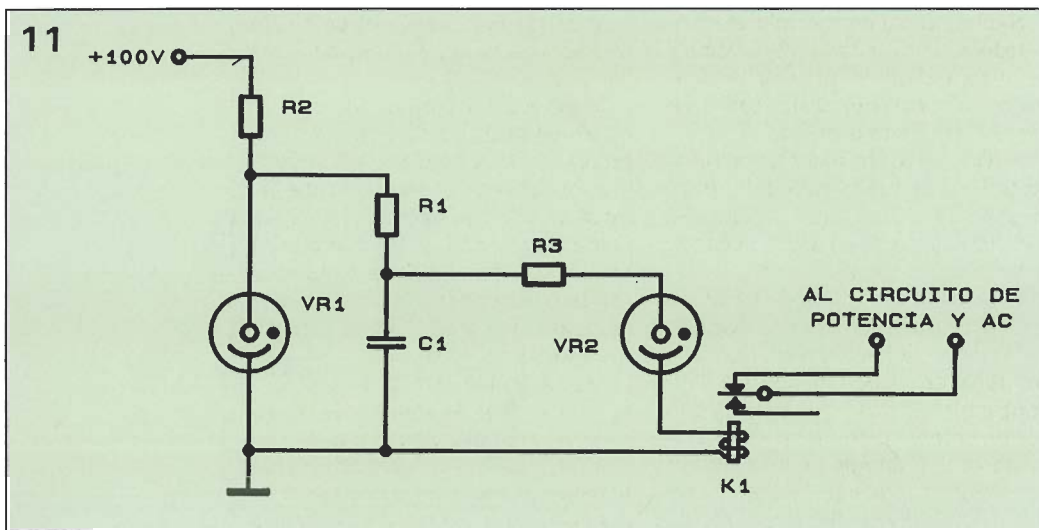 11
+100V
R2
R1
R3
VR1
C1
VR2
AL CIRCUITO DE
POTENCIA Y AC
K1